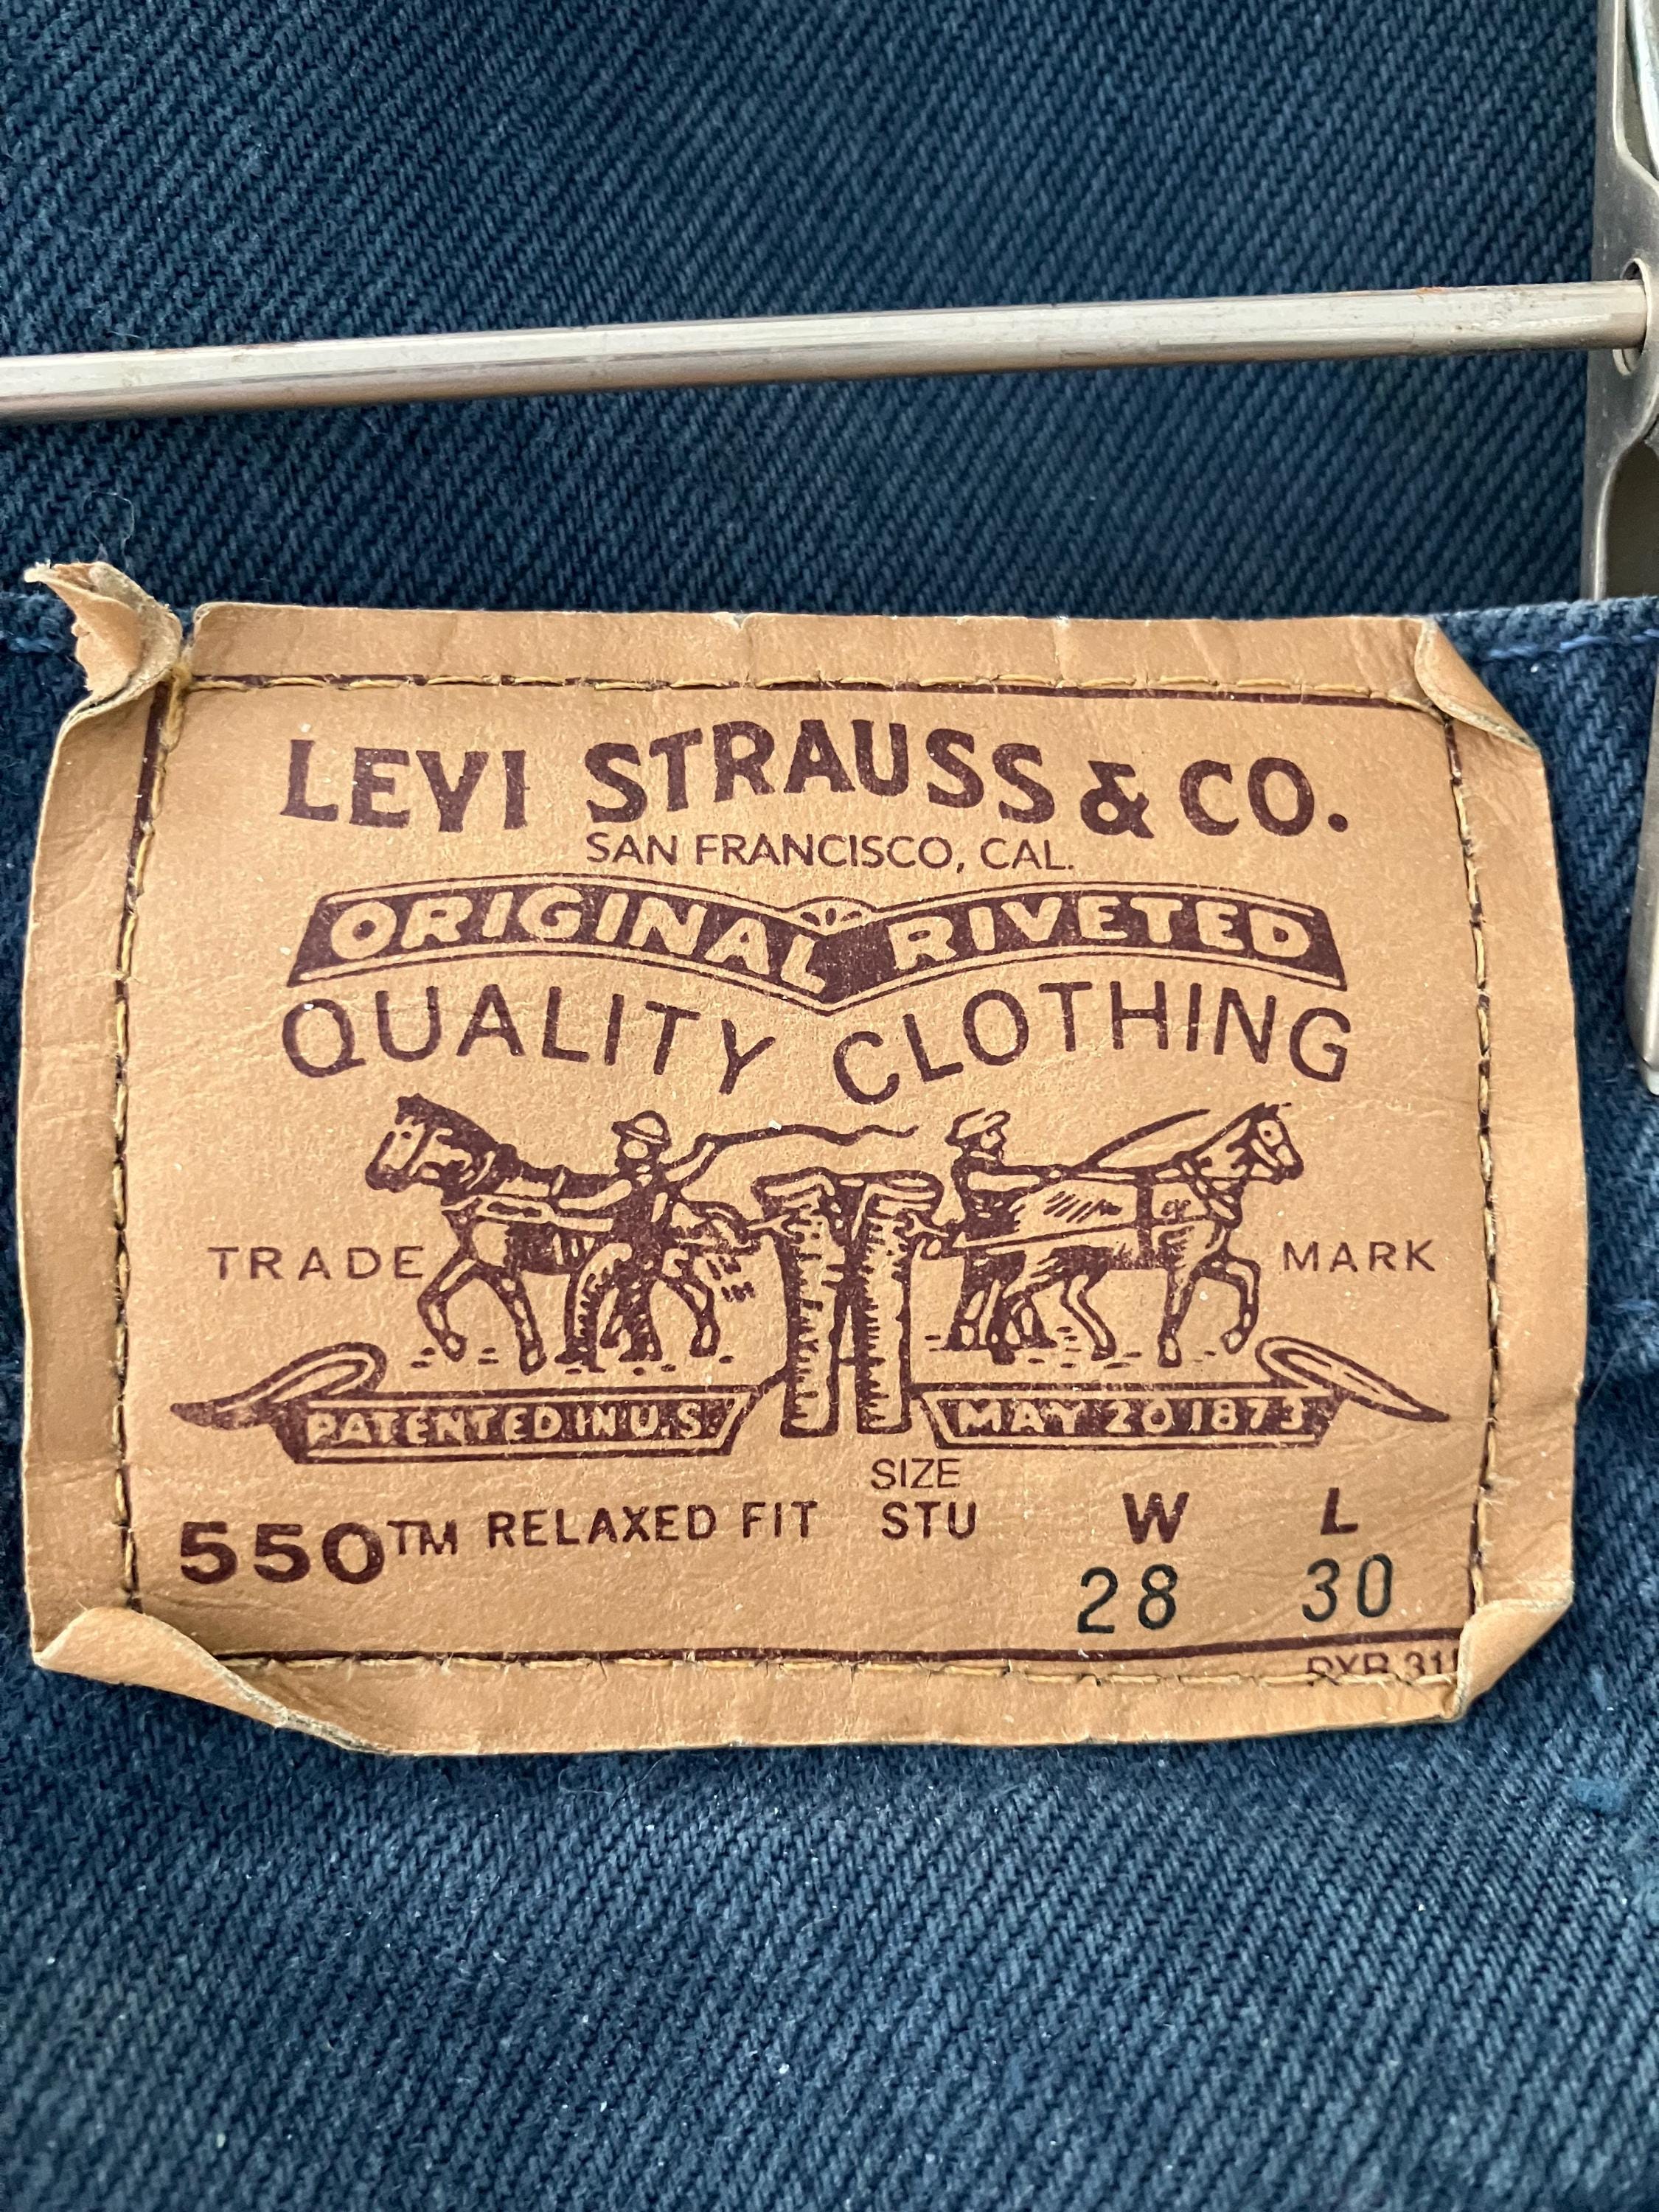 LEVI STRAUSS & CO.
SAN FRANCISCO, CAL.
ORIGINAL RIVETED
QUALITY CLOTHING
TRADE MARK
PATENTED IN U.S. MAY 20 1873
SIZE
550™ RELAXED FIT STU W L
28 30